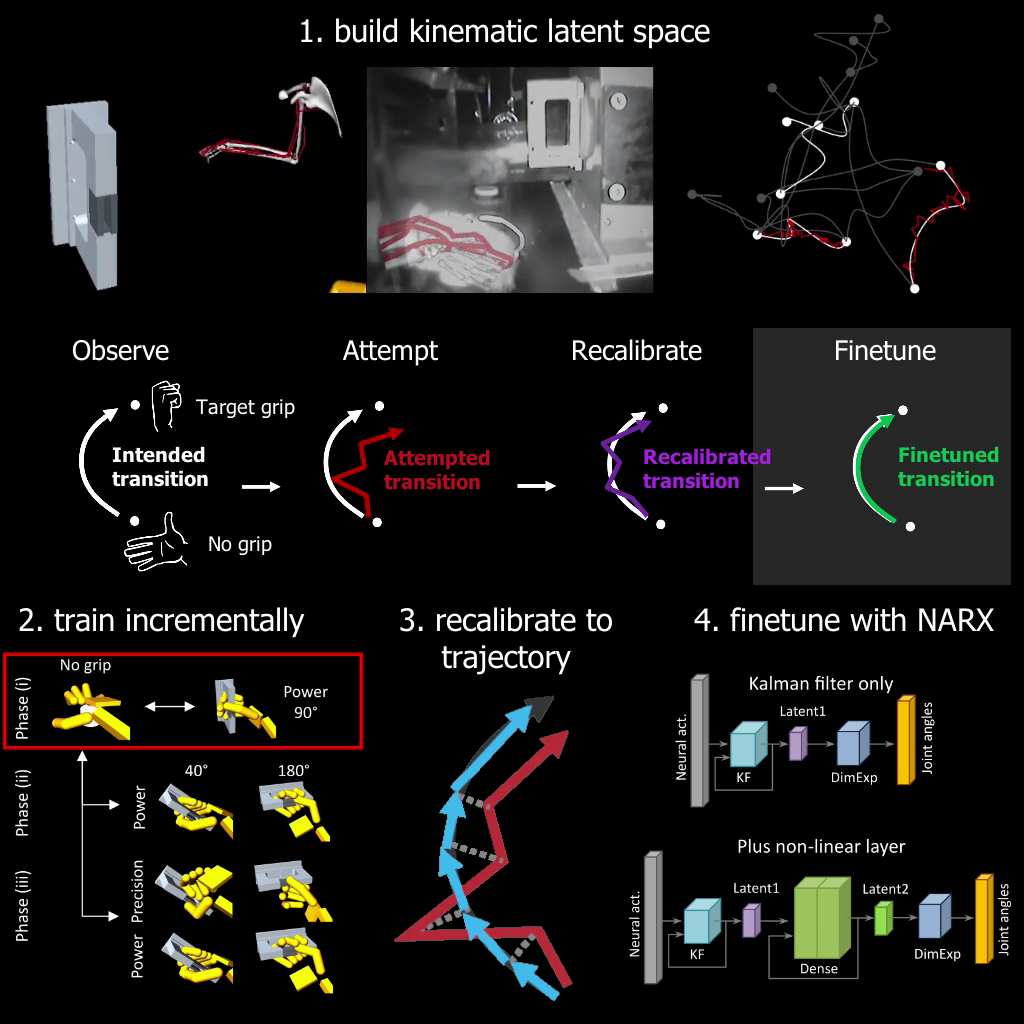 1. build kinematic latent space
Observe
Attempt
Recalibrate
Finetune
Target grip
Intended
transition
No grip
Attempted
transition
Recalibrated
transition
Finetuned
transition
2. train incrementally
Phase (i)
No grip
Power
90°
Phase (ii)
40°
180°
Power
Phase (iii)
Precision
Power
3. recalibrate to
trajectory
4. finetune with NARX
Kalman filter only
Neural act.
KF
Latent1
DimExp
Joint angles
Plus non-linear layer
Neural act.
KF
Latent1
Dense
Latent2
DimExp
Joint angles